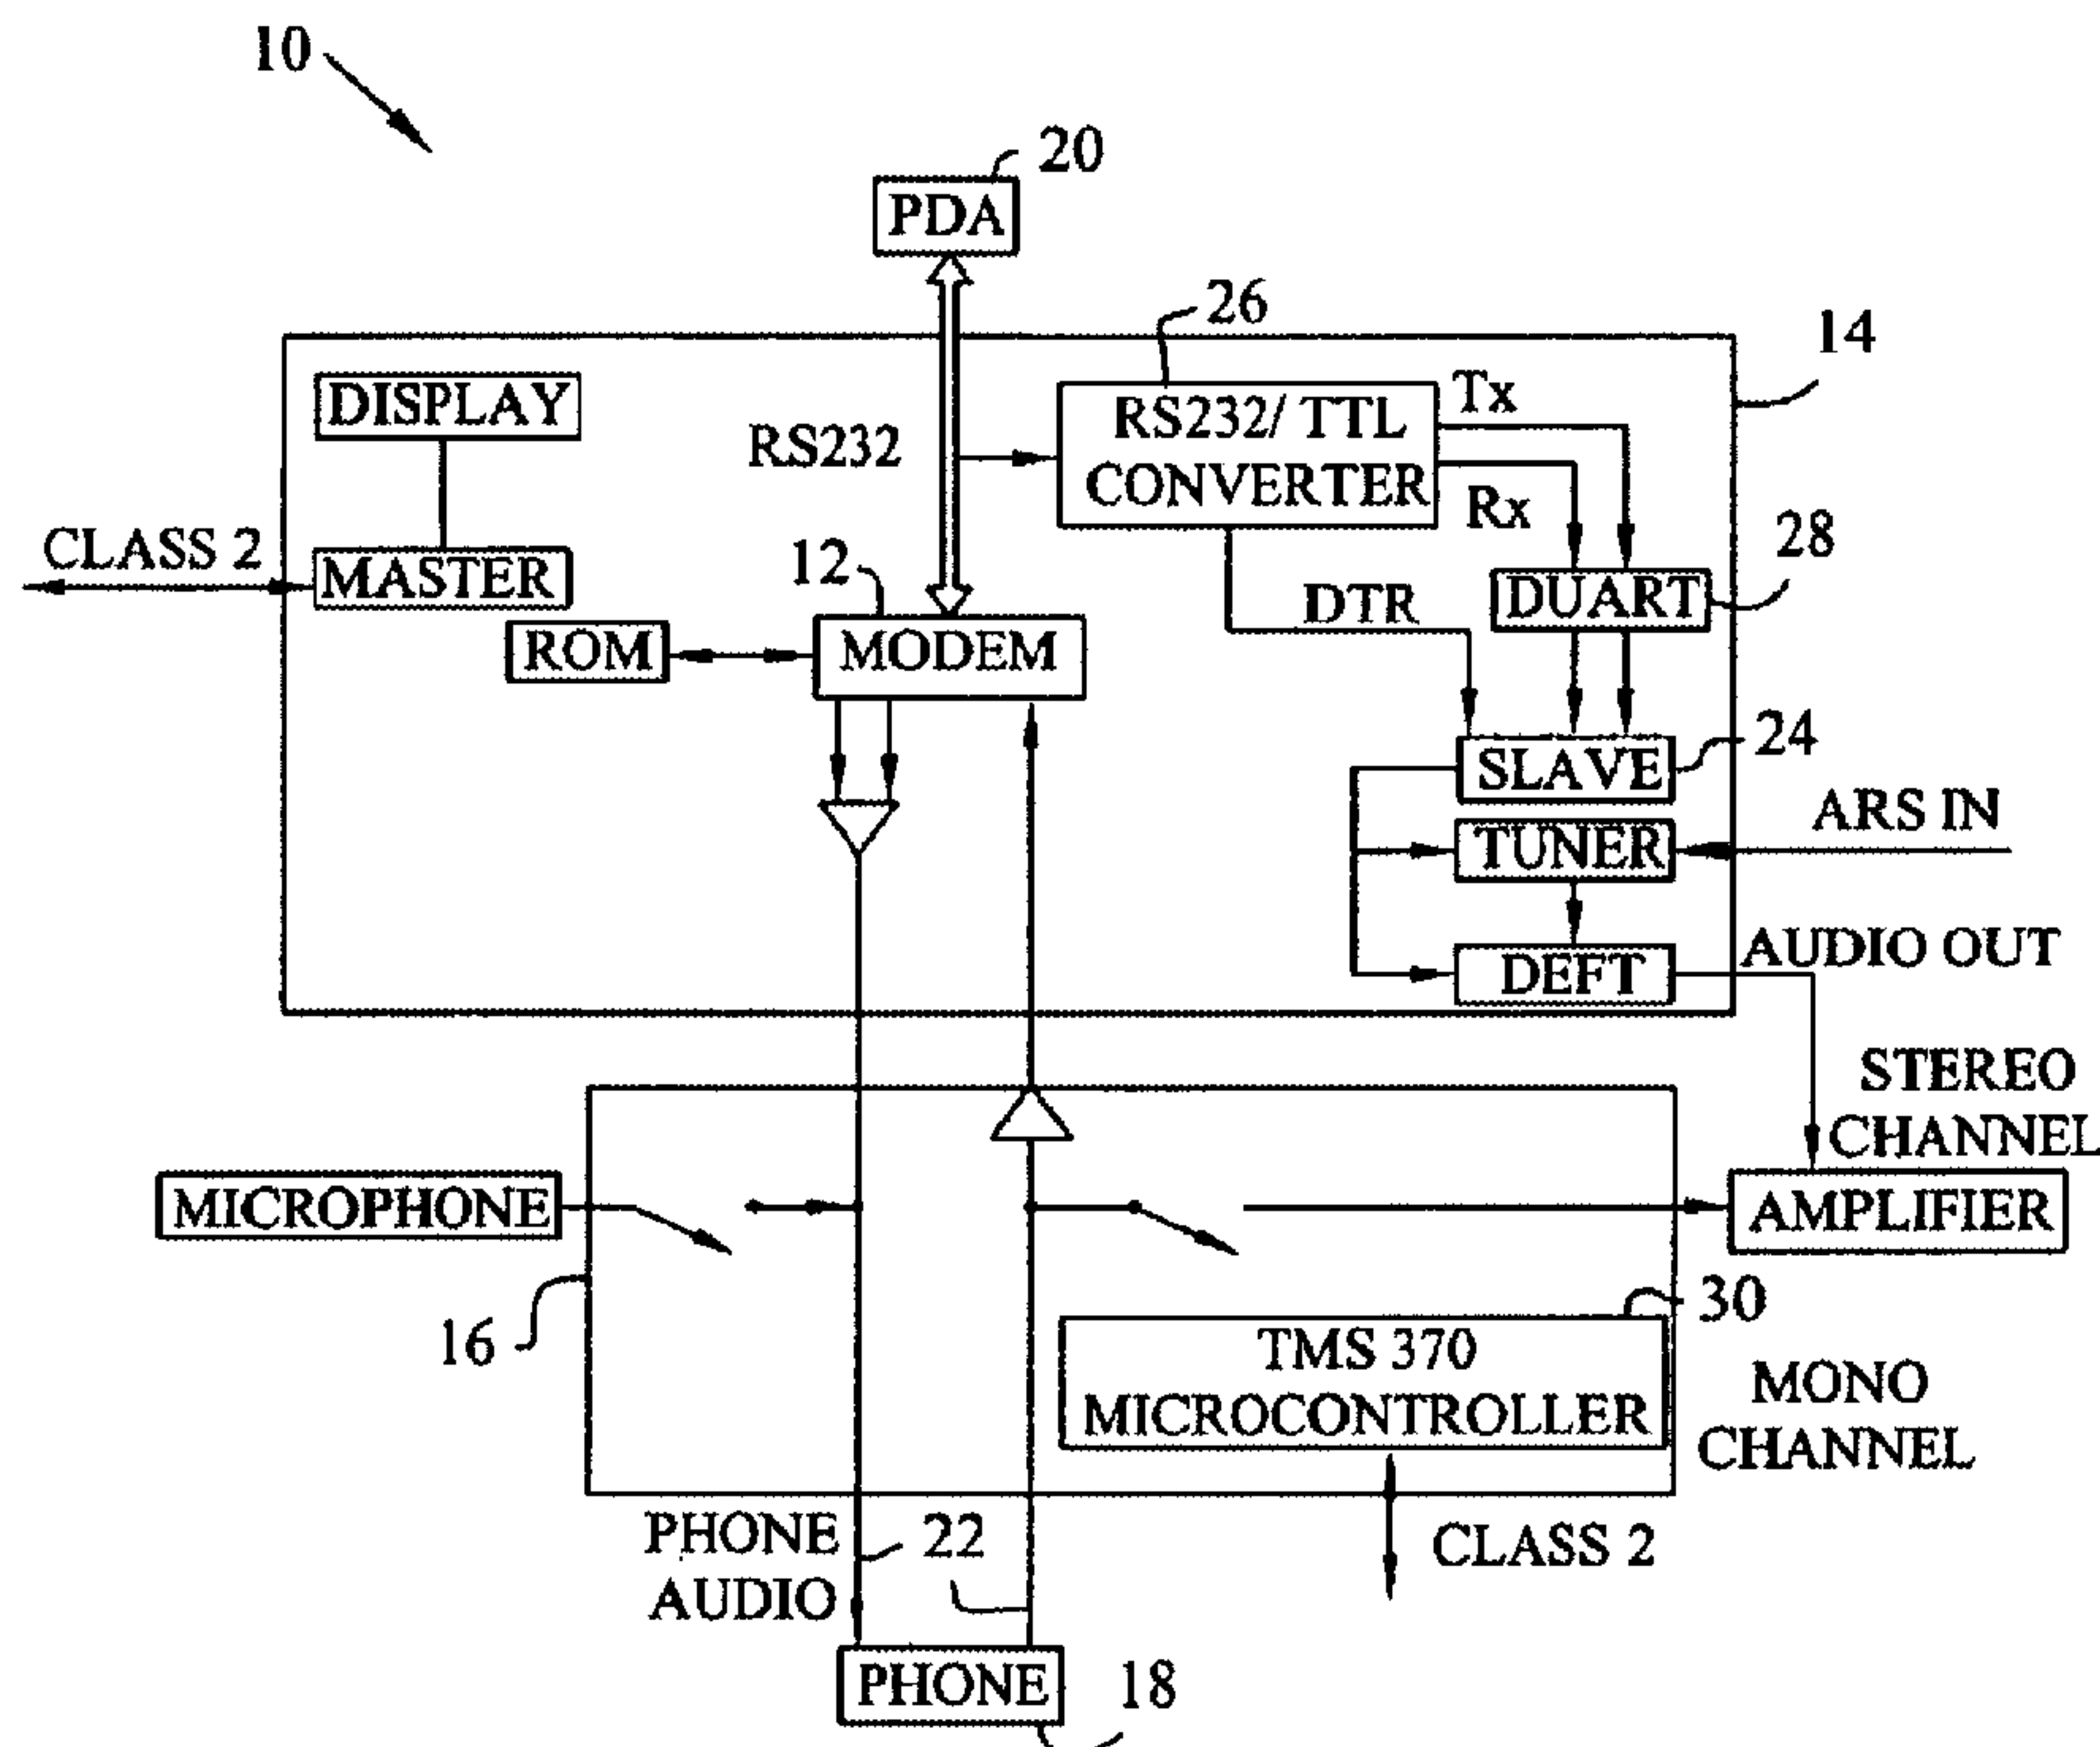 10
20
PDA
26
14
DISPLAY
RS232
RS232/ TTL
CONVERTER
Tx
Rx
CLASS 2
MASTER
12
28
DTR
DUART
ROM
MODEM
24
SLAVE
ARS IN
TUNER
AUDIO OUT
DEFT
STEREO
CHANNEL
MICROPHONE
AMPLIFIER
16
30
TMS 370
MICROCONTROLLER
MONO
CHANNEL
PHONE
AUDIO
22
CLASS 2
PHONE
18